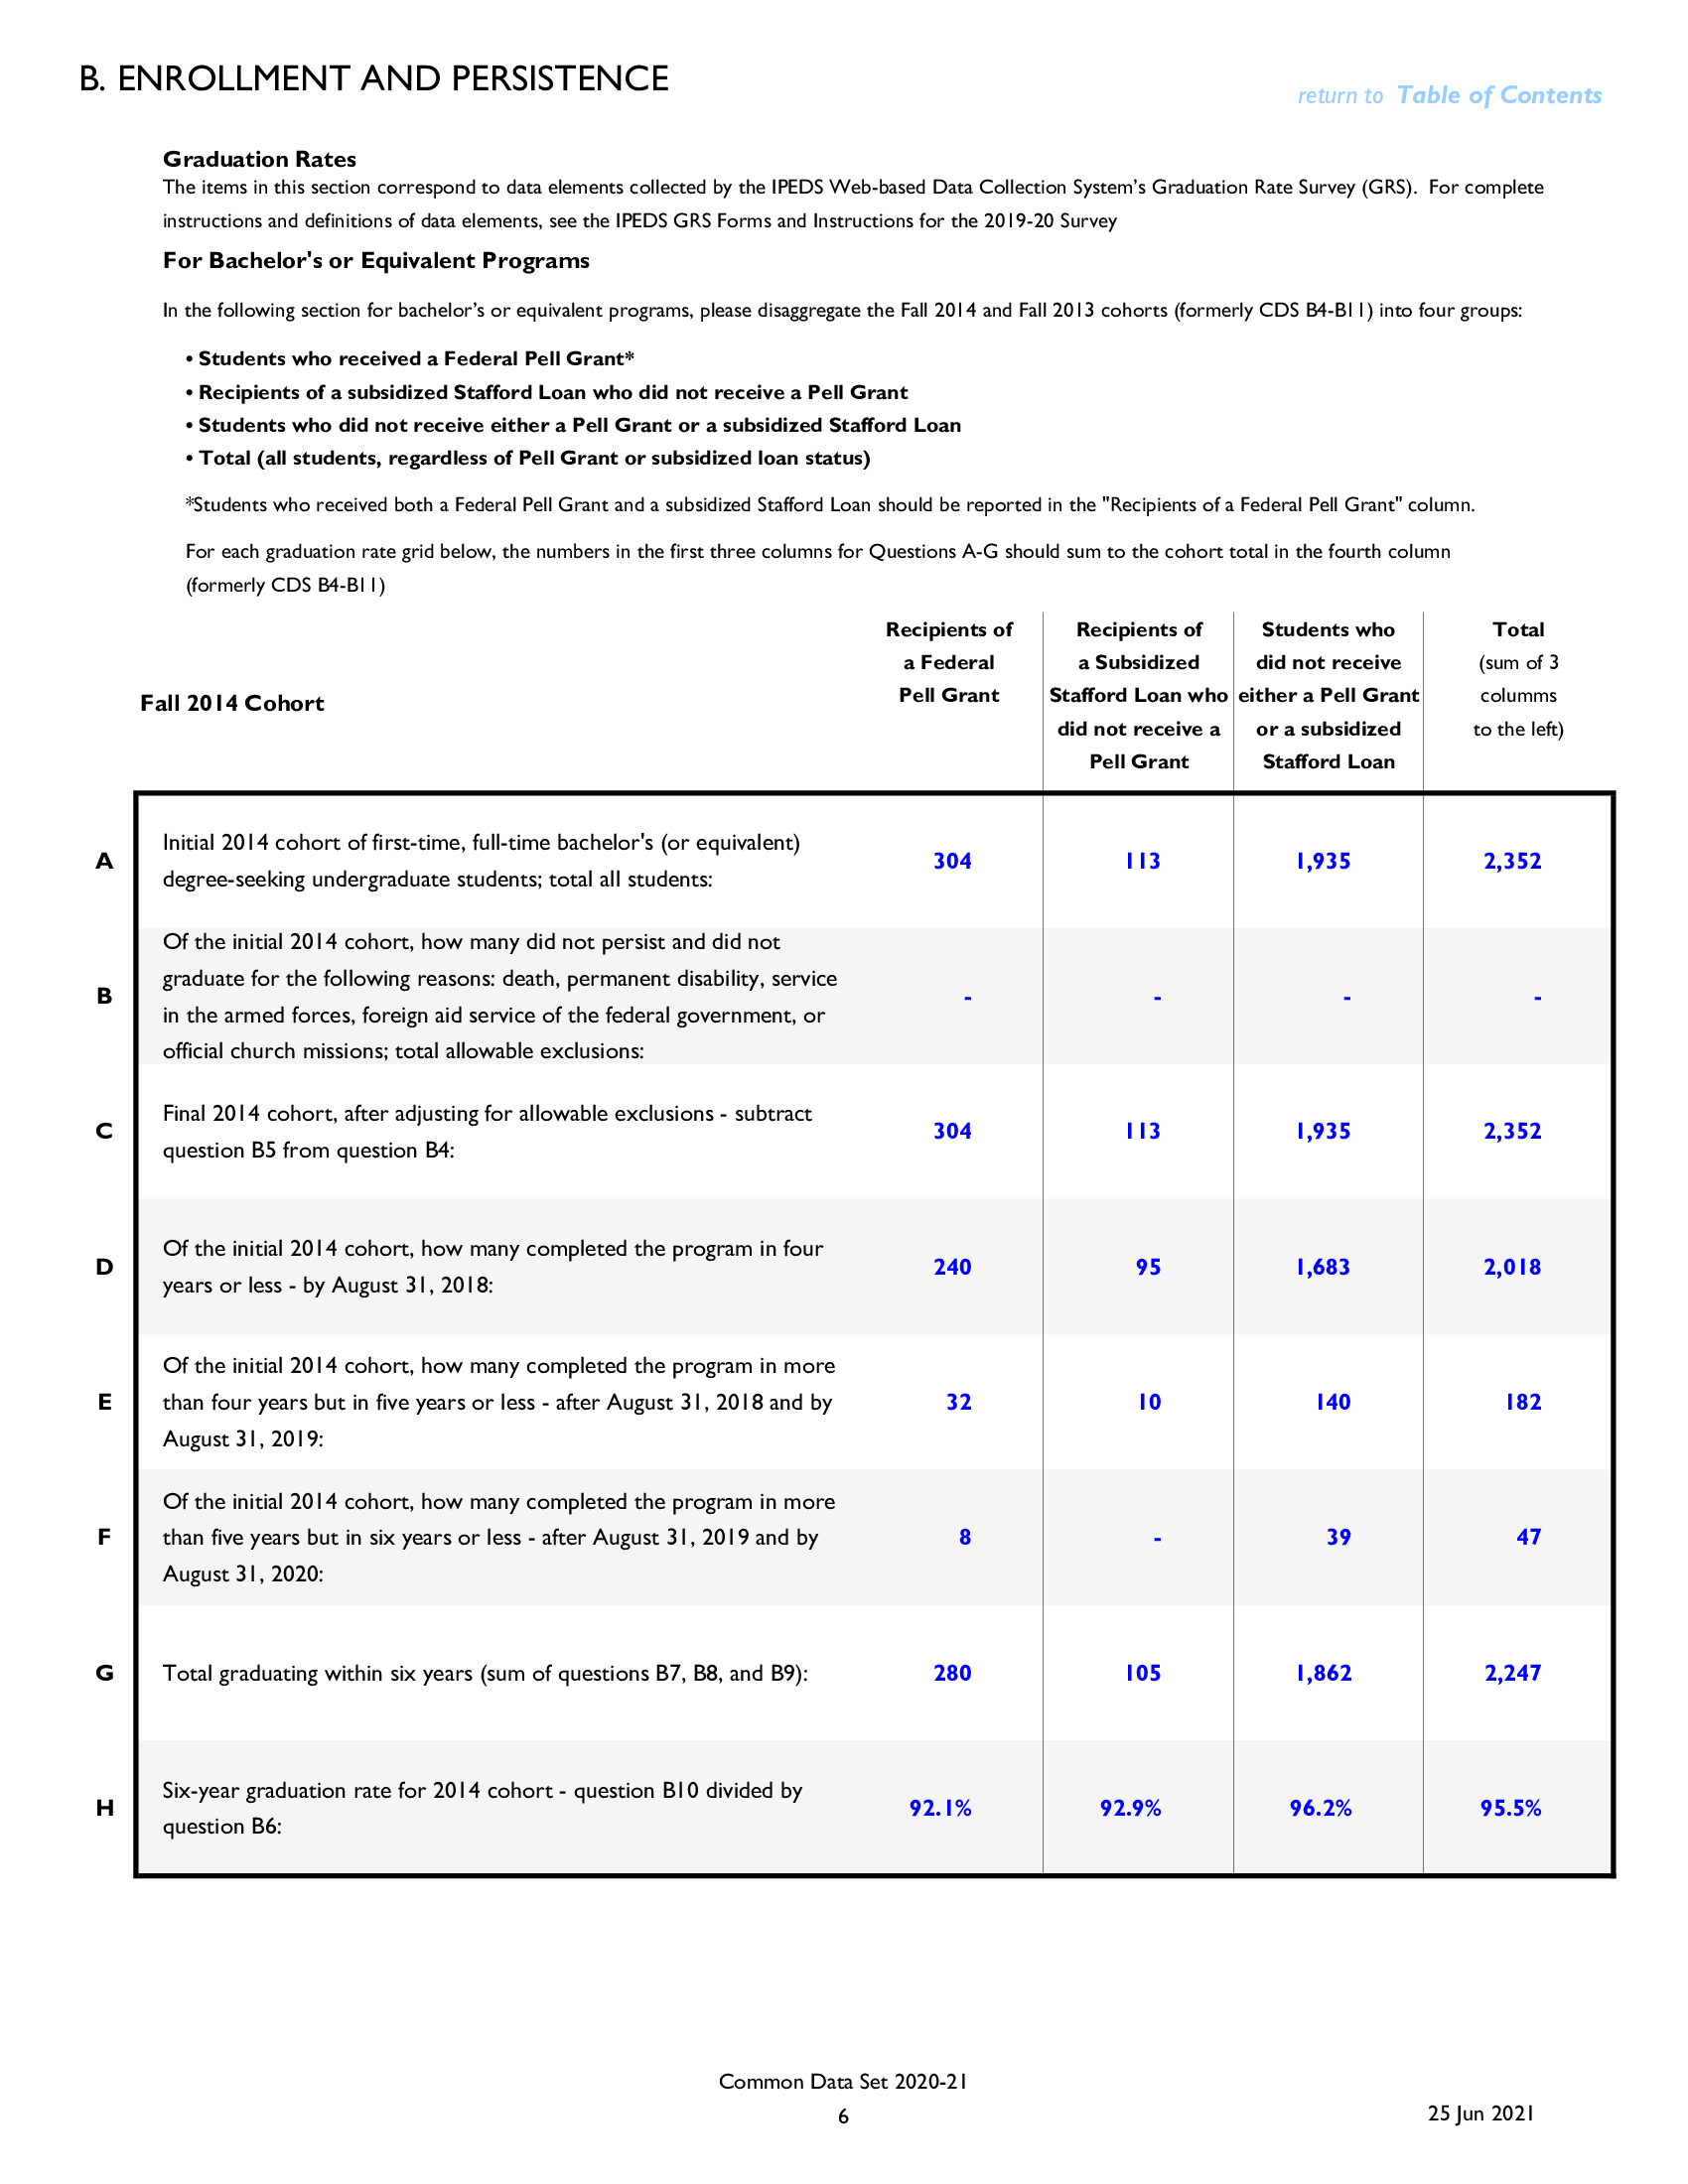 B. ENROLLMENT AND PERSISTENCE
return to Table of Contents
Graduation Rates
The items in this section correspond to data elements collected by the IPEDS Web-based Data Collection System’s Graduation Rate Survey (GRS). For complete
instructions and definitions of data elements, see the IPEDS GRS Forms and Instructions for the 2019-20 Survey
For Bachelor's or Equivalent Programs
In the following section for bachelor’s or equivalent programs, please disaggregate the Fall 2014 and Fall 2013 cohorts (formerly CDS B4-B11) into four groups:
• Students who received a Federal Pell Grant*
• Recipients of a subsidized Stafford Loan who did not receive a Pell Grant
• Students who did not receive either a Pell Grant or a subsidized Stafford Loan
• Total (all students, regardless of Pell Grant or subsidized loan status)
*Students who received both a Federal Pell Grant and a subsidized Stafford Loan should be reported in the "Recipients of a Federal Pell Grant" column.
For each graduation rate grid below, the numbers in the first three columns for Questions A-G should sum to the cohort total in the fourth column
(formerly CDS B4-B11)
Fall 2014 Cohort
Recipients of
a Federal
Pell Grant
Recipients of
a Subsidized
Stafford Loan who
did not receive a
Pell Grant
Students who
did not receive
either a Pell Grant
or a subsidized
Stafford Loan
Total
(sum of 3
columms
to the left)
A
Initial 2014 cohort of first-time, full-time bachelor's (or equivalent)
degree-seeking undergraduate students; total all students:
304 113 1,935 2,352
B
Of the initial 2014 cohort, how many did not persist and did not
graduate for the following reasons: death, permanent disability, service
in the armed forces, foreign aid service of the federal government, or
official church missions; total allowable exclusions:
- - - -
C
Final 2014 cohort, after adjusting for allowable exclusions - subtract
question B5 from question B4:
304 113 1,935 2,352
D
Of the initial 2014 cohort, how many completed the program in four
years or less - by August 31, 2018:
240 95 1,683 2,018
E
Of the initial 2014 cohort, how many completed the program in more
than four years but in five years or less - after August 31, 2018 and by
August 31, 2019:
32 10 140 182
F
Of the initial 2014 cohort, how many completed the program in more
than five years but in six years or less - after August 31, 2019 and by
August 31, 2020:
8 - 39 47
G
Total graduating within six years (sum of questions B7, B8, and B9):
280 105 1,862 2,247
H
Six-year graduation rate for 2014 cohort - question B10 divided by
question B6:
92.1% 92.9% 96.2% 95.5%
Common Data Set 2020-21
6
25 Jun 2021